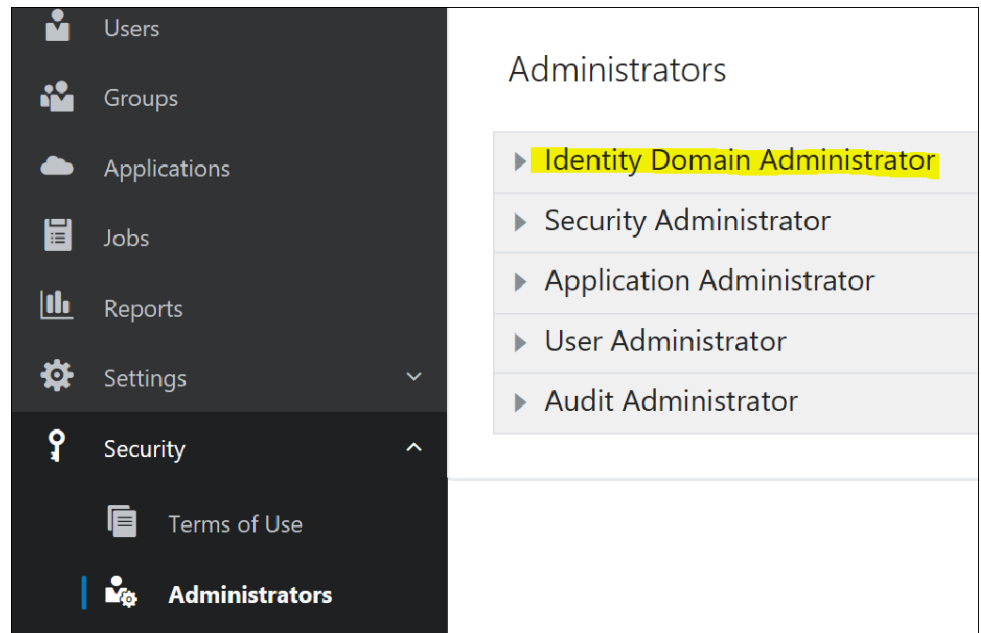 Users
Groups
Applications
Jobs
Reports
Settings
Security
Terms of Use
Administrators
Administrators
Identity Domain Administrator
Security Administrator
Application Administrator
User Administrator
Audit Administrator